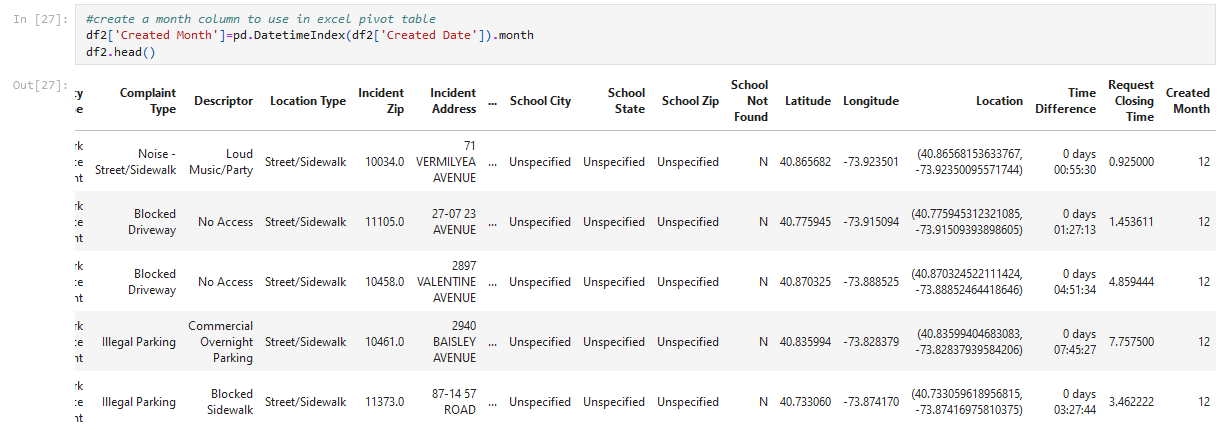 In [27]:
#create a month column to use in excel pivot table
df2['Created Month']=pd.DatetimeIndex(df2['Created Date']).month
df2.head()
Out[27]:
Complaint Type Descriptor Location Type Incident Zip Incident Address ... School City School State School Zip School Not Found Latitude Longitude Location Time Difference Request Closing Time Created Month
Noise - Street/Sidewalk Loud Music/Party Street/Sidewalk 10034.0 71 VERMILYEA AVENUE ... Unspecified Unspecified Unspecified N 40.865682 -73.923501 (40.86568153633767, -73.92350095571744) 0 days 00:55:30 0.925000 12
Blocked Driveway No Access Street/Sidewalk 11105.0 27-07 23 AVENUE ... Unspecified Unspecified Unspecified N 40.775945 -73.915094 (40.775945312321085, -73.91509393898605) 0 days 01:27:13 1.453611 12
Blocked Driveway No Access Street/Sidewalk 10458.0 2897 VALENTINE AVENUE ... Unspecified Unspecified Unspecified N 40.870325 -73.888525 (40.870324522111424, -73.88852464418646) 0 days 04:51:34 4.859444 12
Illegal Parking Commercial Overnight Parking Street/Sidewalk 10461.0 2940 BAISLEY AVENUE ... Unspecified Unspecified Unspecified N 40.835994 -73.828379 (40.83599404683083, -73.82837939584206) 0 days 07:45:27 7.757500 12
Illegal Parking Blocked Sidewalk Street/Sidewalk 11373.0 87-14 57 ROAD ... Unspecified Unspecified Unspecified N 40.733060 -73.874170 (40.733059618956815, -73.87416975810375) 0 days 03:27:44 3.462222 12